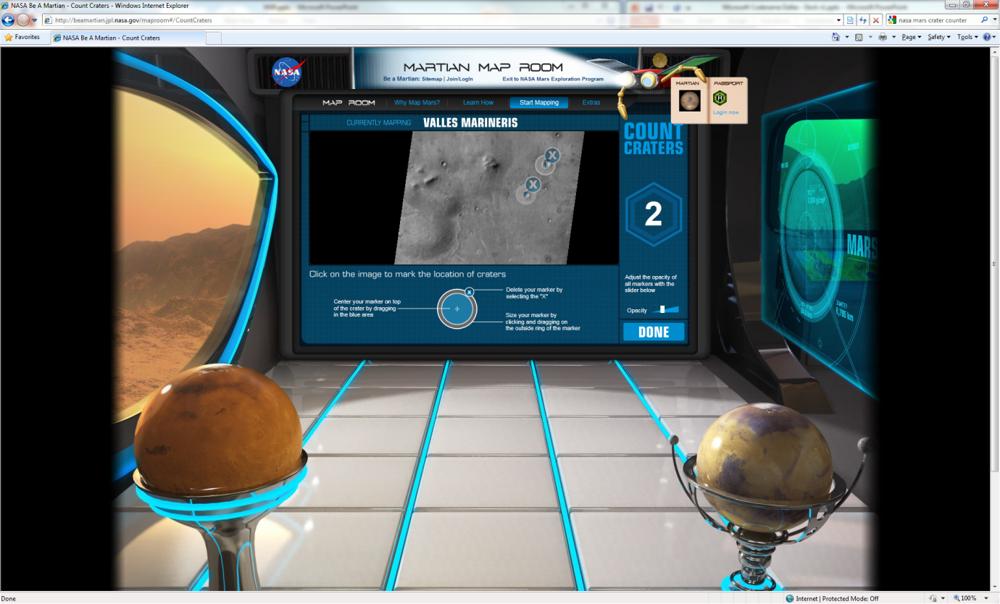 NASA Be A Martian - Count Craters - Windows Internet Explorer
http://beamartian.jpl.nasa.gov/maproom#/CountCraters
nasa mars crater counter
Favorites
NASA Be A Martian - Count Craters
Page
Safety
Tools
NASA
MARTIAN MAP ROOM
Be a Martian: Sitemap | Join/Login
Exit to NASA Mars Exploration Program
MARTIAN PASSPORT
R
Login now
MAP ROOM
Why Map Mars?
Learn How
Start Mapping
Extras
CURRENTLY MAPPING VALLES MARINERIS
COUNT
CRATERS
X
X
2
Click on the image to mark the location of craters
Center your marker on top
of the crater by dragging
in the blue area
x
Delete your marker by
selecting the "X"
Size your marker by
clicking and dragging on
the outside ring of the marker
Adjust the opacity of
all markers with the
slider below
Opacity
DONE
MARS
6,795 km
Done
Internet | Protected Mode: Off
100%